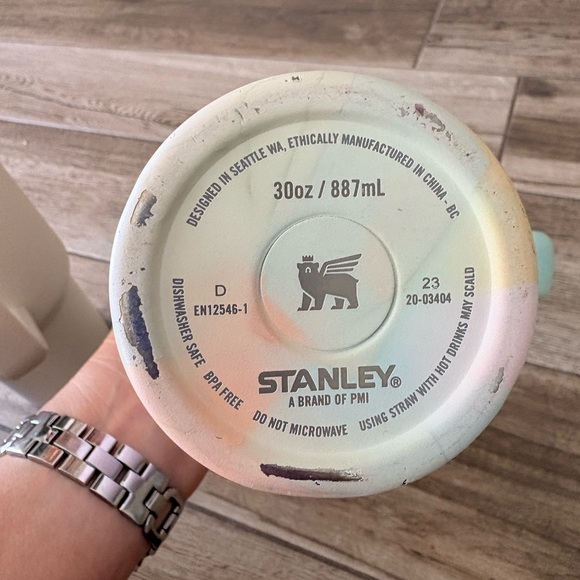 DESIGNED IN SEATTLE WA, ETHICALLY MANUFACTURED IN CHINA - BC
30oz / 887mL
D
EN12546-1
23
20-03404
STANLEY®
A BRAND OF PMI
DISHWASHER SAFE BPA FREE DO NOT MICROWAVE USING STRAW WITH HOT DRINKS MAY SCALD